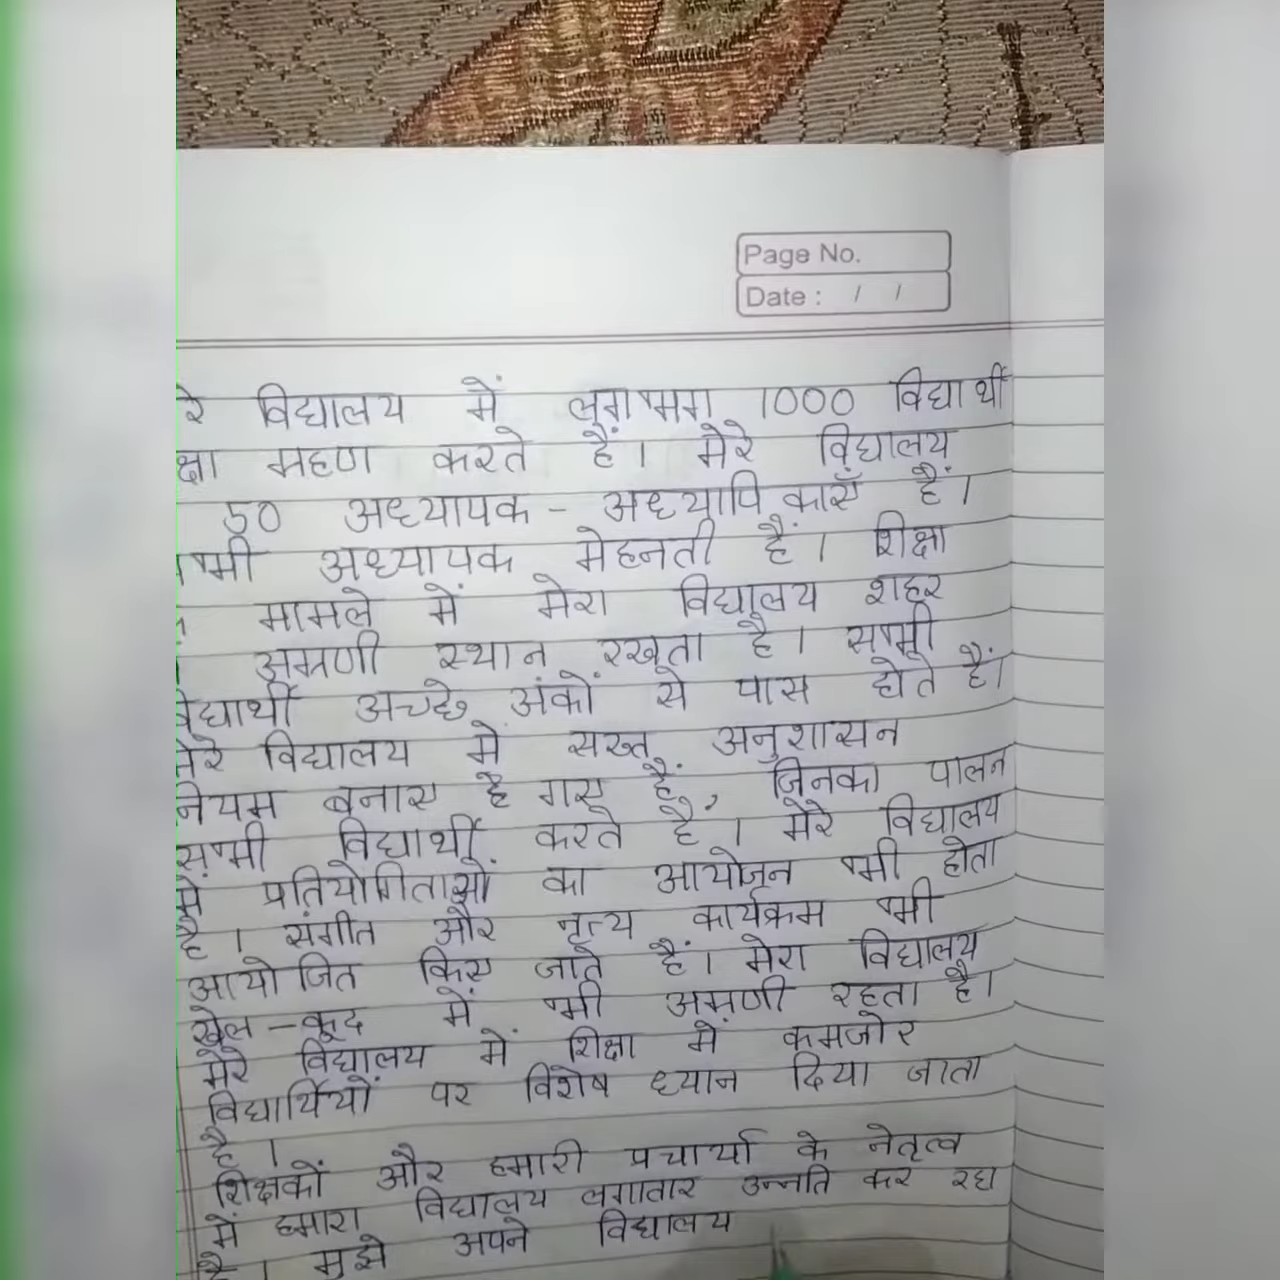 Page No.
Date : / /
रे विद्यालय में लगभग 1000 विद्यार्थी
क्षा ग्रहण करते हैं। मेरे विद्यालय
50 अध्यापक - अध्यापिकाएँ हैं।
भी अध्यापक मेहनती हैं। शिक्षा
मामले में मेरा विद्यालय शहर
अग्रणी स्थान रखता है। सभी
वेद्यार्थी अच्छे अंकों से पास होते हैं।
मेरे विद्यालय में सख्त अनुशासन
नियम बनाए है गए हैं, जिनका पालन
सभी विद्यार्थी करते हैं। मेरे विद्यालय
में प्रतियोगिताओं का आयोजन भी होता
है। संगीत और नृत्य कार्यक्रम भी
आयोजित किए जाते हैं। मेरा विद्यालय
खेल-कूद में भी अग्रणी रहता है।
मेरे विद्यालय में शिक्षा में कमजोर
विद्यार्थियों पर विशेष ध्यान दिया जाता
है।
शिक्षकों और हमारी प्रचार्या के नेतृत्व
में हमारा विद्यालय लगातार उन्नति कर रहा
है। मुझे अपने विद्यालय